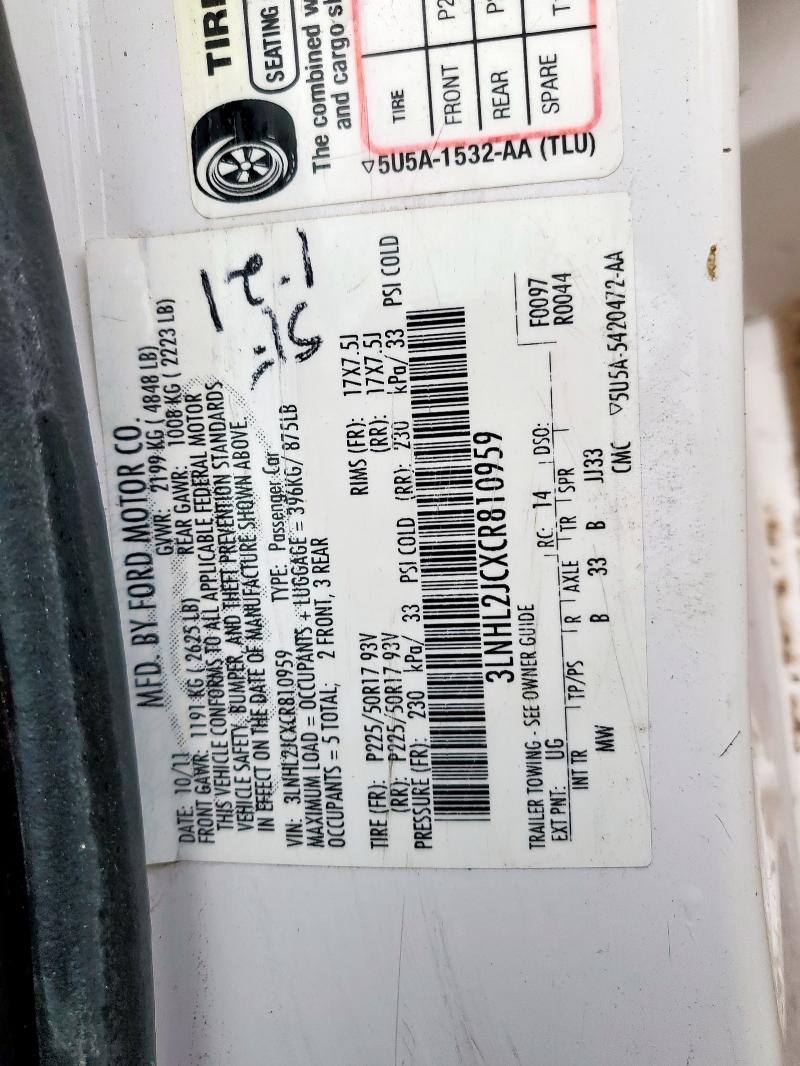 MFD. BY FORD MOTOR CO.
DATE: 10/11 GVWR: 2199 KG ( 4848 LB)
FRONT GAWR: 1191 KG ( 2625 LB) REAR GAWR: 1008 KG ( 2223 LB)
THIS VEHICLE CONFORMS TO ALL APPLICABLE FEDERAL MOTOR
VEHICLE SAFETY, BUMPER, AND THEFT PREVENTION STANDARDS
IN EFFECT ON THE DATE OF MANUFACTURE SHOWN ABOVE.
VIN: 3LNHL2JCXCR810959 TYPE: Passenger Car
MAXIMUM LOAD = OCCUPANTS + LUGGAGE = 396KG/ 875LB
OCCUPANTS = 5 TOTAL; 2 FRONT, 3 REAR
TIRE (FR): P225/50R17 93V RIMS (FR): 17X7.5J
(RR): P225/50R17 93V (RR): 17X7.5J
PRESSURE (FR): 230 kPa/ 33 PSI COLD (RR): 230 kPa/ 33 PSI COLD
3LNHL2JCXCR810959
TRAILER TOWING - SEE OWNER GUIDE
EXT PNT: UG RC: 14 DSO: F0097
INT TR TP/PS R AXLE TR SPR R0044
MW B 33 B JJ33
CMC ▽5U5A-5420472-AA
TIRE
SEATING
The combined
and cargo
TIRE
FRONT
REAR
SPARE
▽5U5A-1532-AA (TLU)